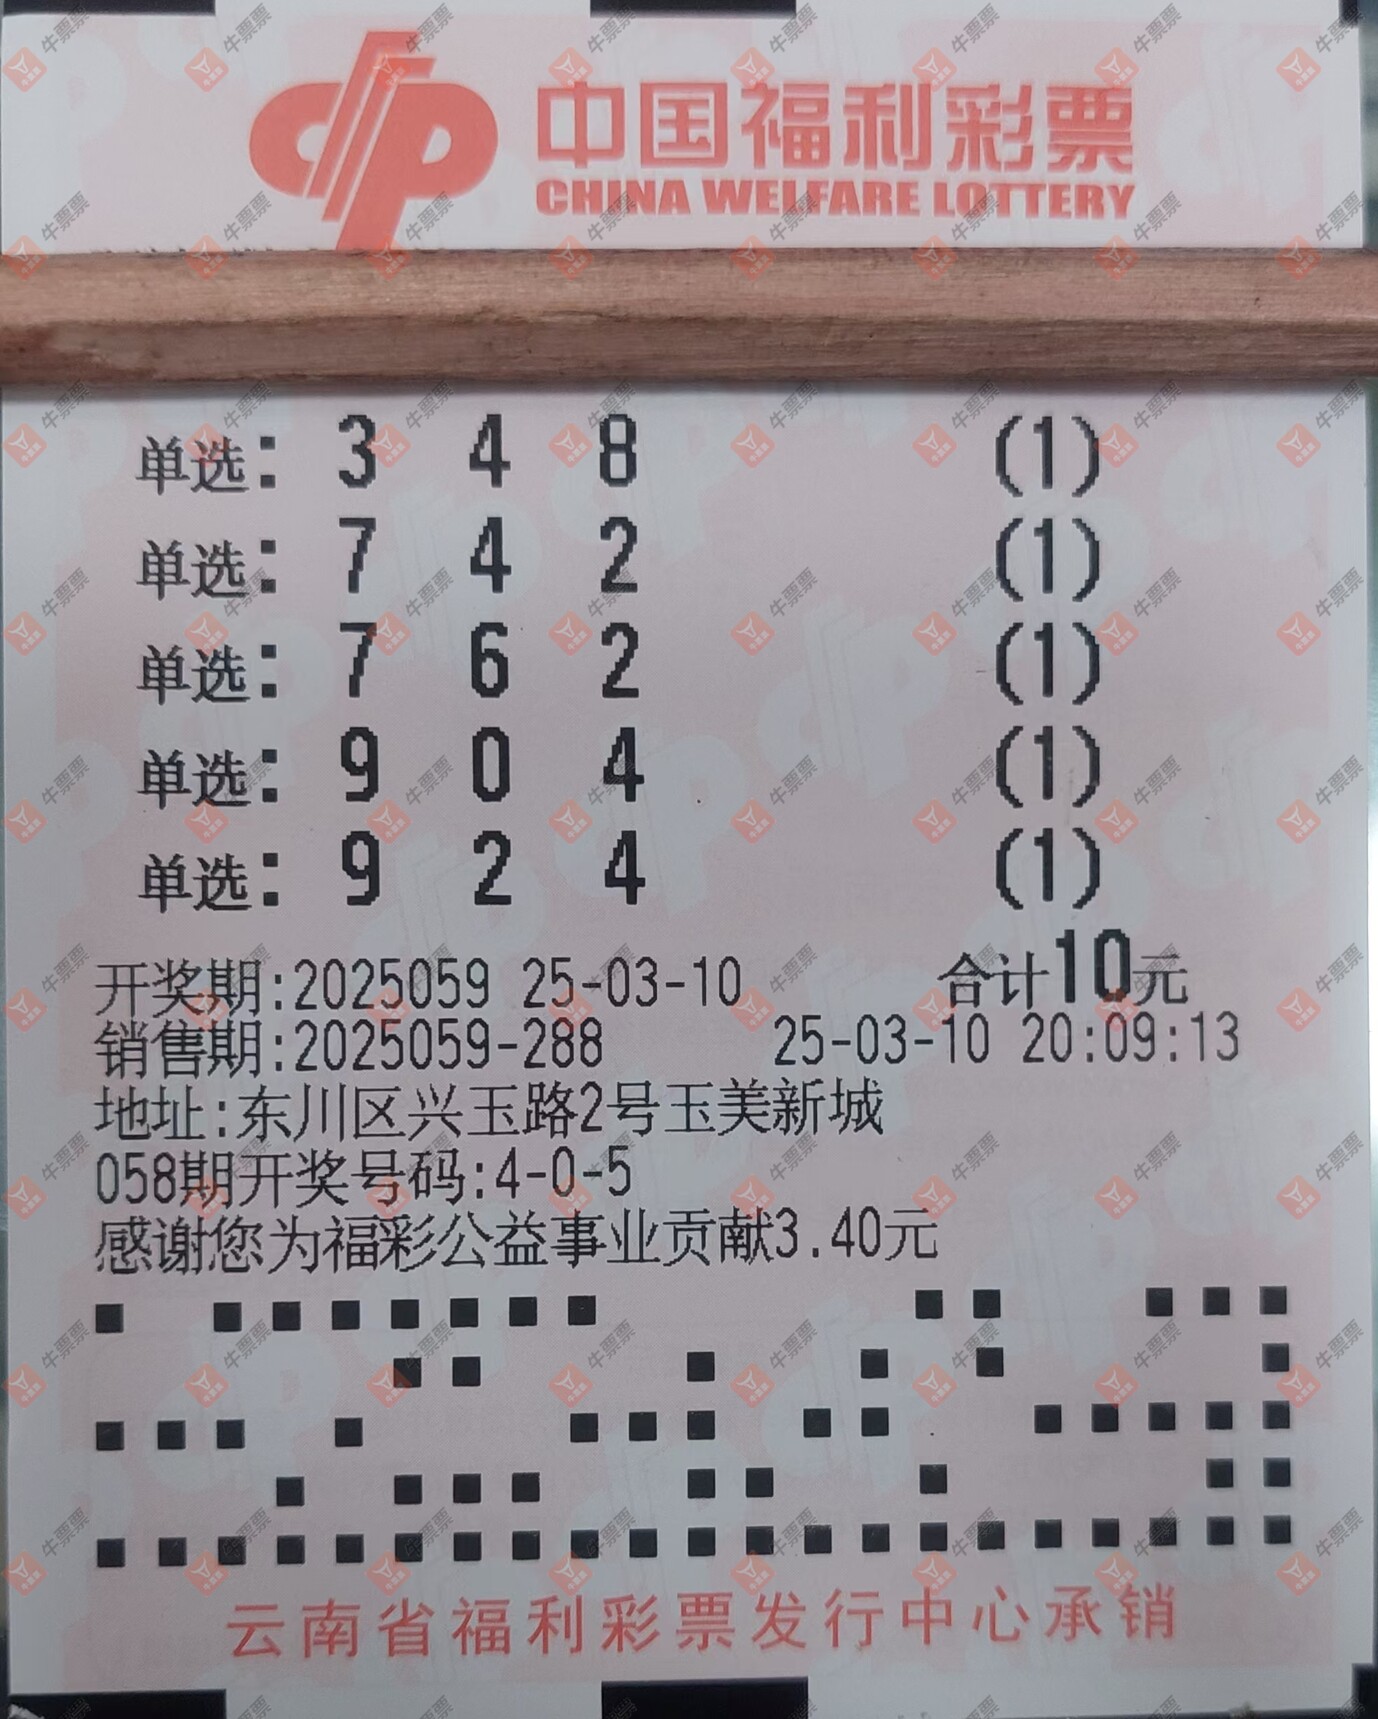 中国福利彩票
CHINA WELFARE LOTTERY
单选: 3 4 8 (1)
单选: 7 4 2 (1)
单选: 7 6 2 (1)
单选: 9 0 4 (1)
单选: 9 2 4 (1)
开奖期:2025059 25-03-10 合计10元
销售期:2025059-288 25-03-10 20:09:13
地址:东川区兴玉路2号玉美新城
058期开奖号码:4-0-5
感谢您为福彩公益事业贡献3.40元
云南省福利彩票发行中心承销
牛票票